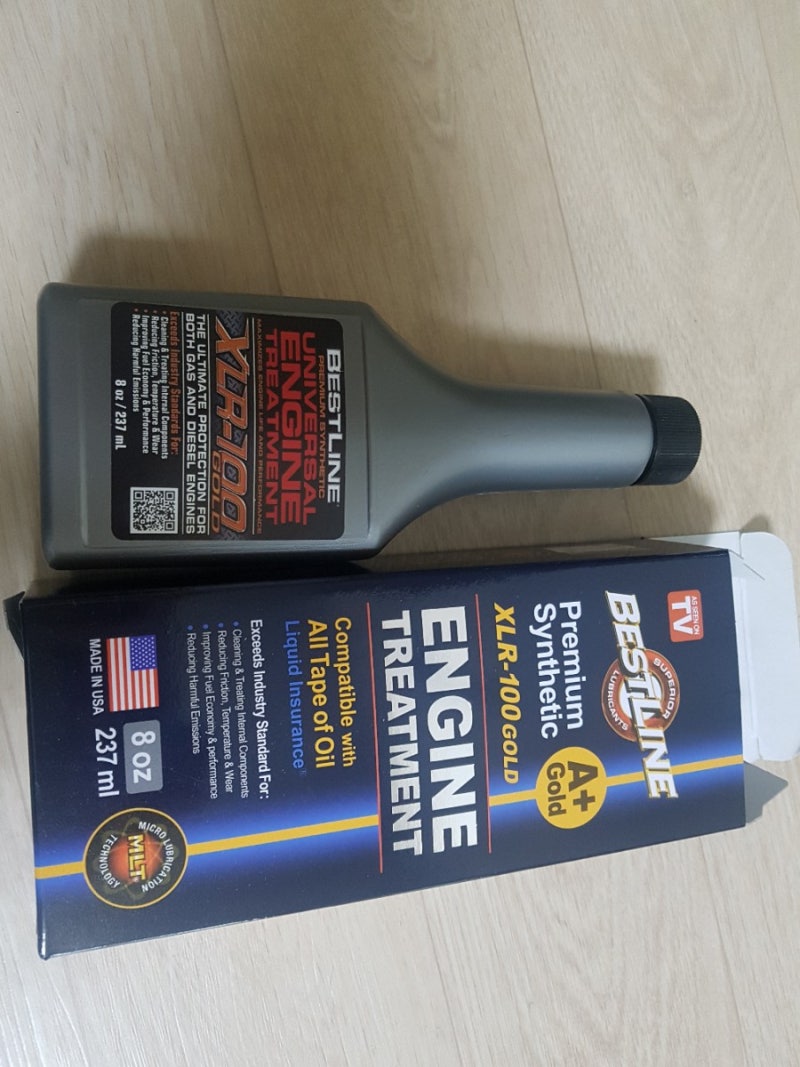 BESTLINE
PREMIUM SYNTHETIC
UNIVERSAL
ENGINE
TREATMENT
MAXIMIZES ENGINE LIFE AND PERFORMANCE
XLR-100
GOLD
THE ULTIMATE PROTECTION FOR
BOTH GAS AND DIESEL ENGINES
Exceeds Industry Standards For:
• Cleaning & Treating Internal Components
• Reducing Friction, Temperature & Wear
• Improving Fuel Economy & Performance
• Reducing Harmful Emissions
8 oz / 237 mL
AS SEEN ON
TV
SUPERIOR
BESTLINE
LUBRICANTS
Premium
Synthetic
A+
Gold
XLR-100 GOLD
ENGINE
TREATMENT
Compatible with
All Tape of Oil
Liquid Insurance
Exceeds Industry Standard For:
• Cleaning & Treating Internal Components
• Reducing Friction, Temperature & Wear
• Improving Fuel Economy & performance
• Reducing Harmful Emissions
MADE IN USA
8 oz
237 ml
MICRO LUBRICATION
MLT
TECHNOLOGY